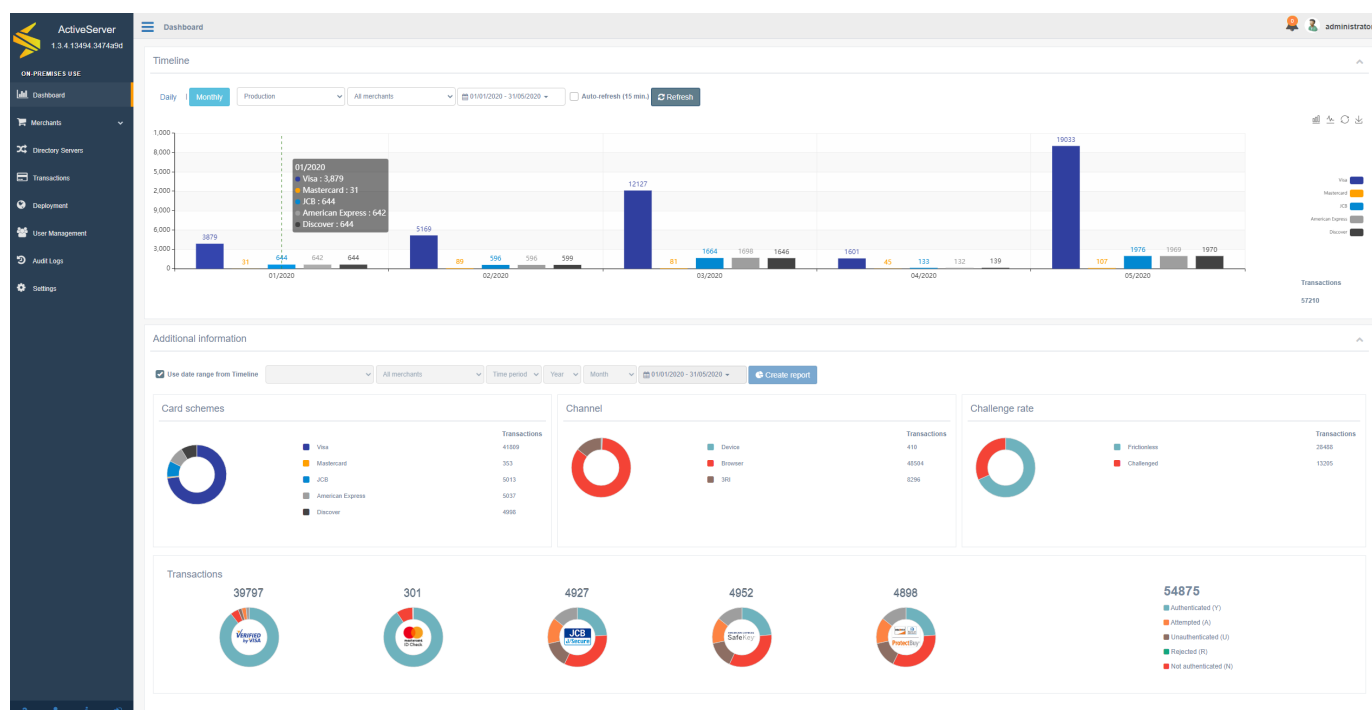 ActiveServer
1.3.4.13494.3474a9d
ON-PREMISES USE
Dashboard
Merchants
Directory Servers
Transactions
Deployment
User Management
Audit Logs
Settings
Dashboard
0
administrator
Timeline
Daily | Monthly Production All merchants 01/01/2020 - 31/05/2020 Auto-refresh (15 min.) Refresh
1,000
8,000
5,000
2,000
9,000
6,000
3,000
0
3879 31 644 642 644
5169 89 596 596 599
12127 81 1664 1698 1646
1601 45 133 132 139
19033 107 1976 1969 1970
01/2020 02/2020 03/2020 04/2020 05/2020
01/2020
Visa : 3,879
Mastercard : 31
JCB : 644
American Express : 642
Discover : 644
Visa
Mastercard
JCB
American Express
Discover
Transactions
57210
Additional information
Use date range from Timeline All merchants Time period Year Month 01/01/2020 - 31/05/2020 Create report
Card schemes
Transactions
Visa 41809
Mastercard 353
JCB 5013
American Express 5037
Discover 4998
Channel
Transactions
Device 410
Browser 48504
3RI 8296
Challenge rate
Transactions
Frictionless 28488
Challenged 13205
Transactions
39797 301 4927 4952 4898
VERIFIED
by VISA
ID Check
JCB
J/Secure
SafeKey
ProtectBuy
54875
Authenticated (Y)
Attempted (A)
Unauthenticated (U)
Rejected (R)
Not authenticated (N)